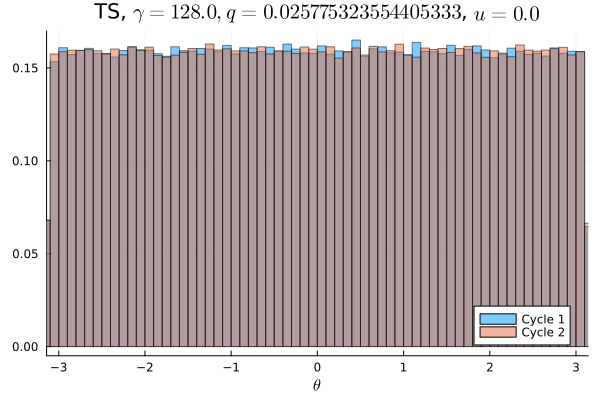 TS, γ = 128.0, q = 0.025775323554405333, u = 0.0
0.15
0.10
0.05
0.00
Cycle 1
Cycle 2
−3 −2 −1 0 1 2 3
θ